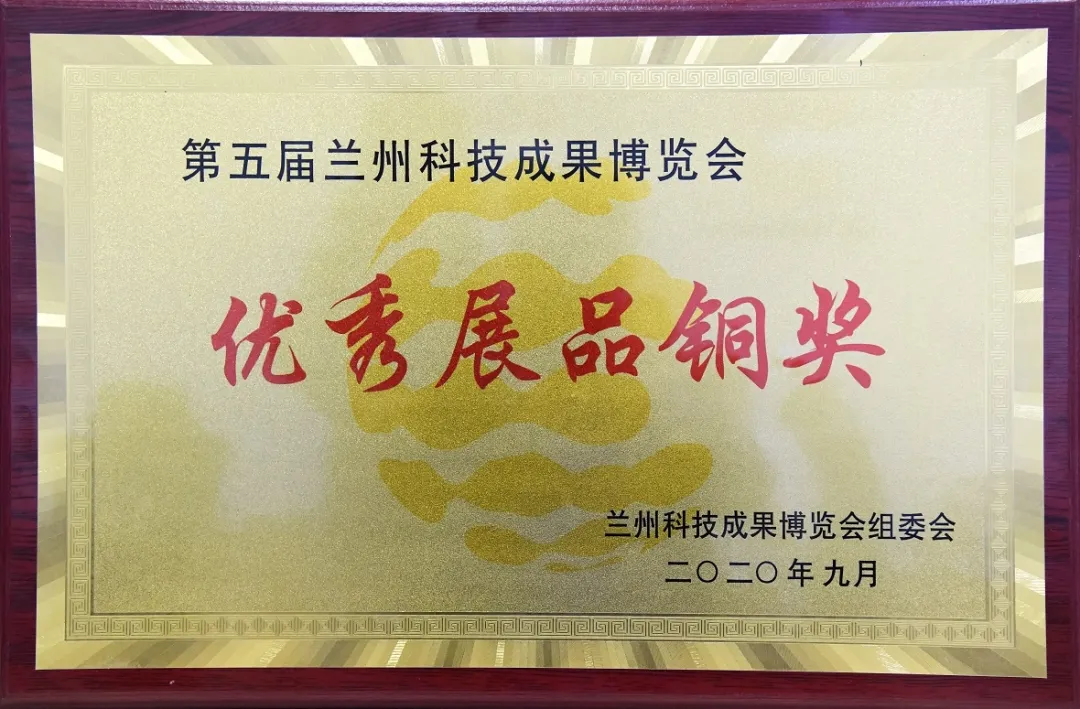 第五届兰州科技成果博览会
优秀展品铜奖
兰州科技成果博览会组委会
二〇二〇年九月